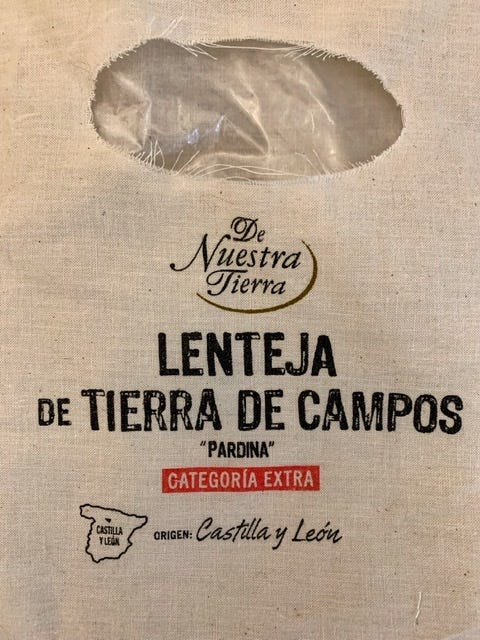 De
Nuestra
Tierra
LENTEJA
DE TIERRA DE CAMPOS
"PARDINA"
CATEGORÍA EXTRA
CASTILLA
Y LEÓN
ORIGEN: Castilla y León